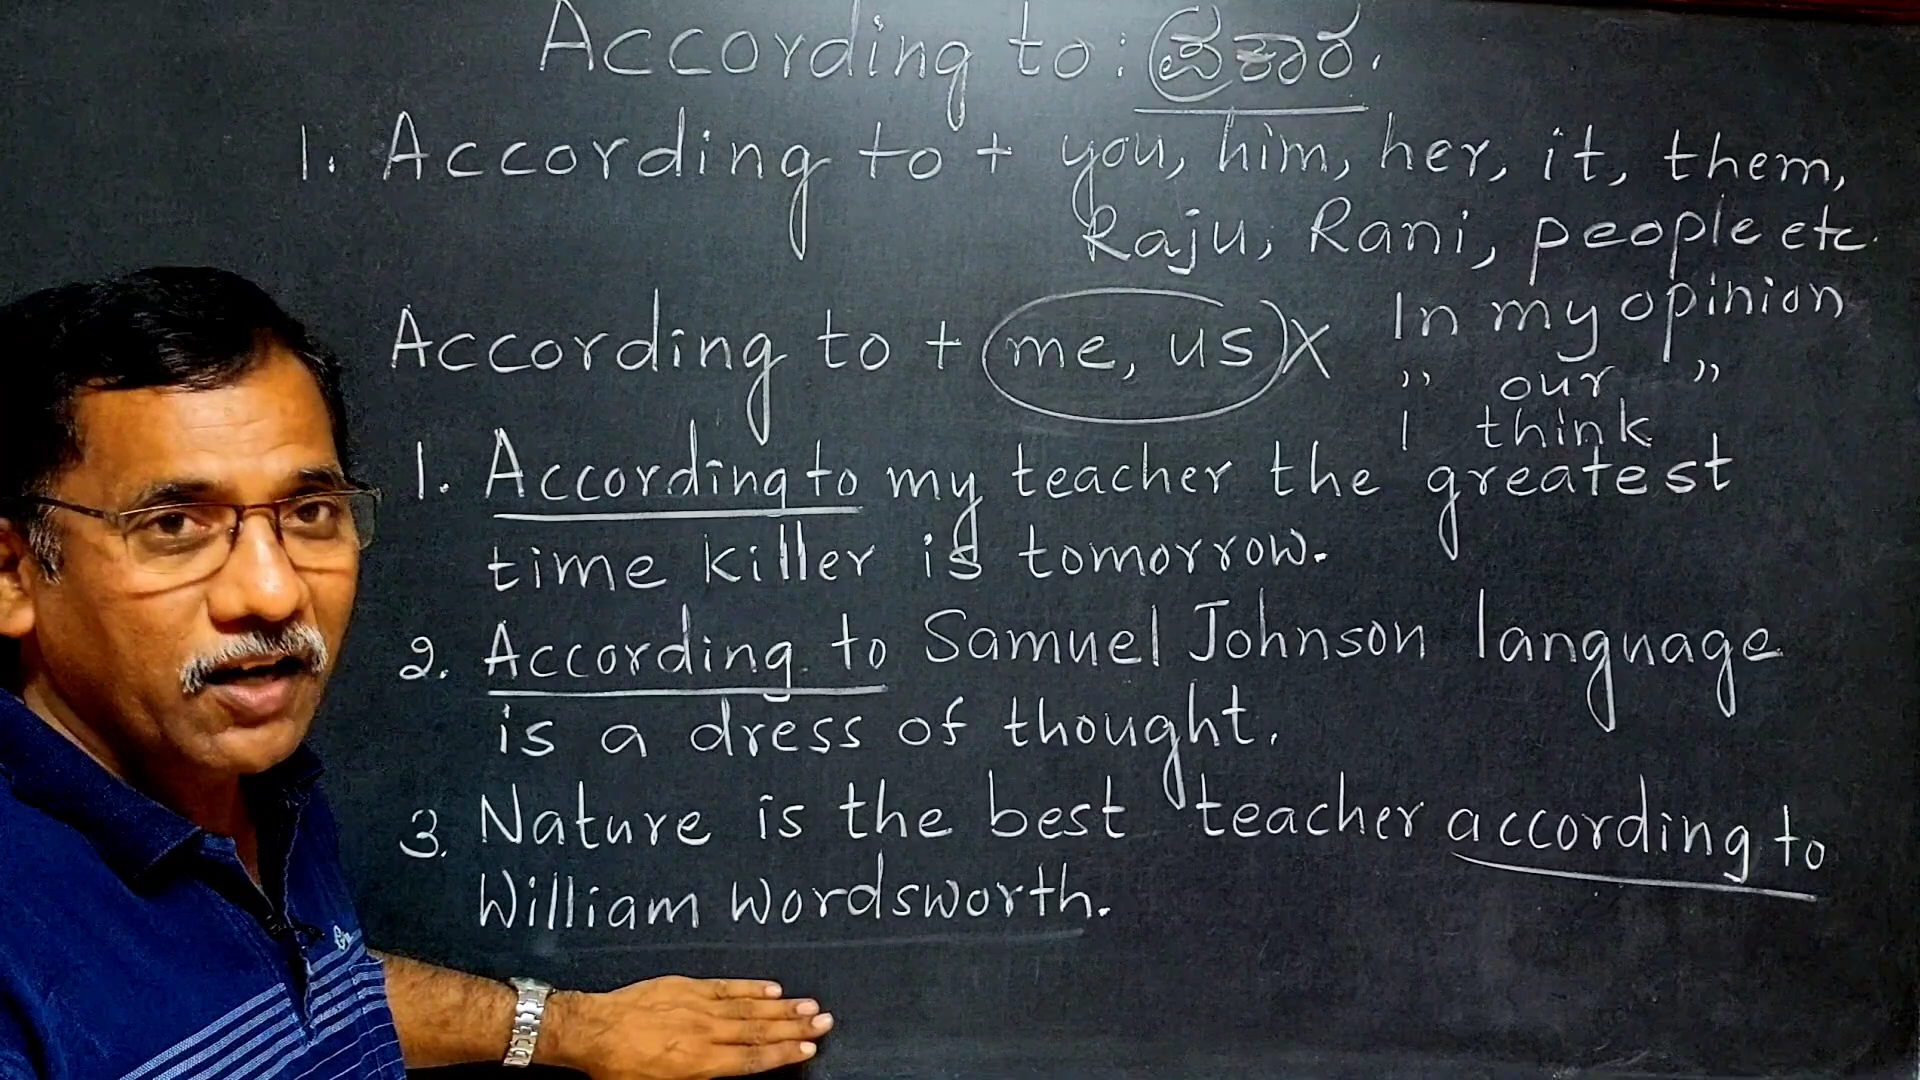 According to: ಪ್ರಕಾರ.
1. According to + you, him, her, it, them,
Raju, Rani, people etc.
According to + me, us X In my opinion
" our "
I think
1. According to my teacher the greatest
time killer is tomorrow.
2. According to Samuel Johnson language
is a dress of thought.
3. Nature is the best teacher according to
William Wordsworth.